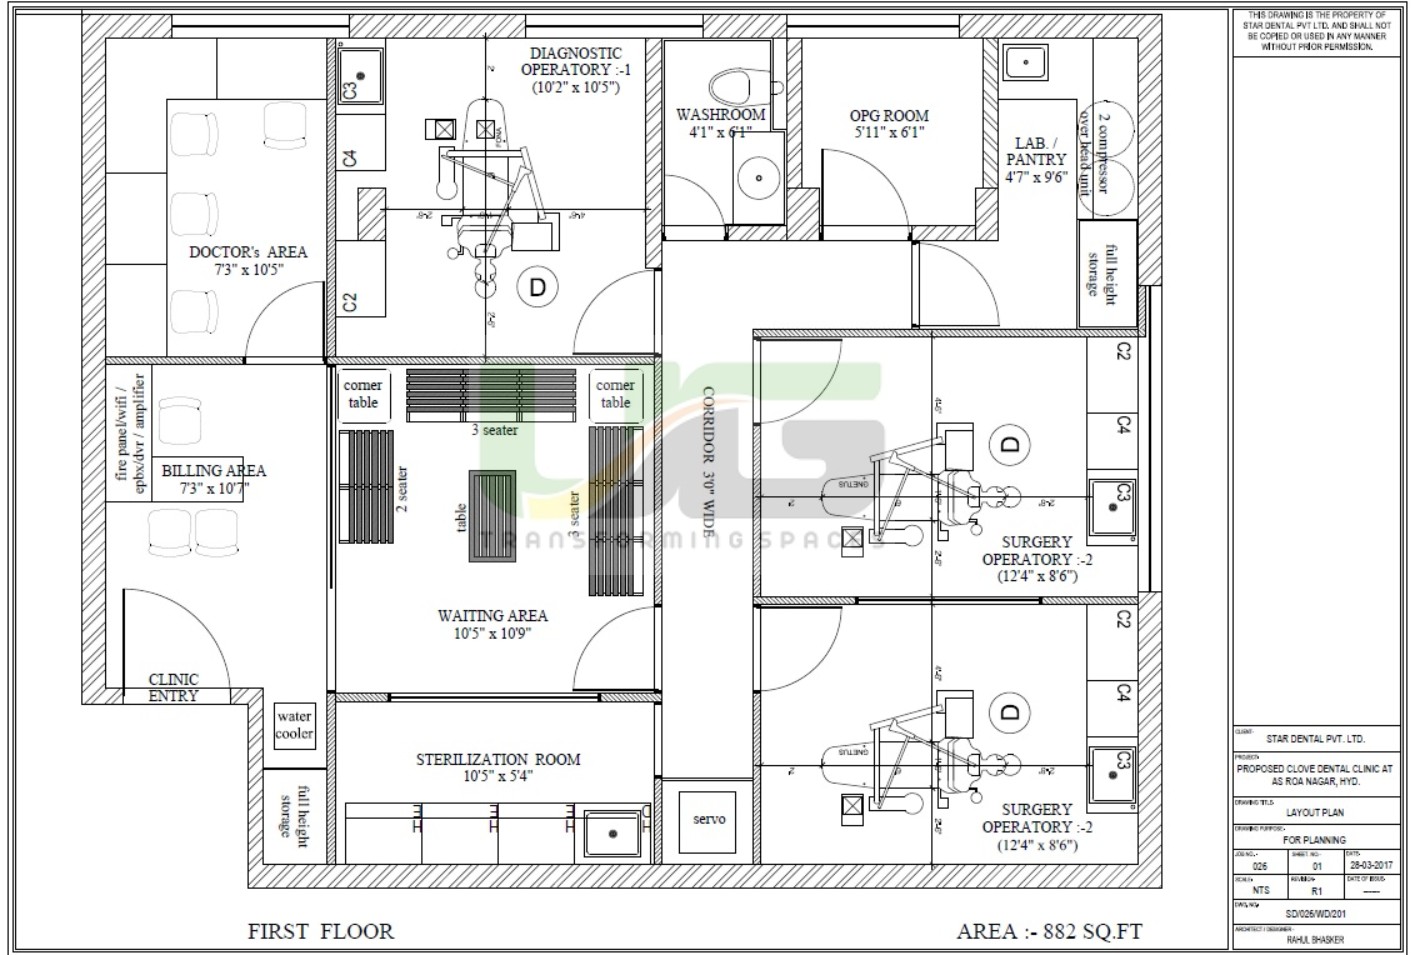 THIS DRAWING IS THE PROPERTY OF
STAR DENTAL PVT LTD. AND SHALL NOT
BE COPIED OR USED IN ANY MANNER
WITHOUT PRIOR PERMISSION.
DIAGNOSTIC
OPERATORY :-1
(10'2" x 10'5")
C3
C4
C2
D
WASHROOM
4'1" x 6'1"
OPG ROOM
5'11" x 6'1"
LAB. /
PANTRY
4'7" x 9'6"
2 compressor
over head unit
full height
storage
DOCTOR's AREA
7'3" x 10'5"
fire panel/wifi /
epbx/dvr / amplifier
BILLING AREA
7'3" x 10'7"
corner
table
3 seater
corner
table
2 seater
table
3 seater
WAITING AREA
10'5" x 10'9"
CORRIDOR 3'0" WIDE
UG
TRANSFORMING SPACES
C2
C4
C3
D
SURGERY
OPERATORY :-2
(12'4" x 8'6")
C2
C4
C3
D
SURGERY
OPERATORY :-2
(12'4" x 8'6")
CLINIC
ENTRY
water
cooler
full height
storage
STERILIZATION ROOM
10'5" x 5'4"
servo
FIRST FLOOR
AREA :- 882 SQ.FT
CLIENT-
STAR DENTAL PVT. LTD.
PROJECT:-
PROPOSED CLOVE DENTAL CLINIC AT
AS ROA NAGAR, HYD.
DRAWING TITLE-
LAYOUT PLAN
DRAWING PURPOSE-
FOR PLANNING
JOB NO.- SHEET. NO.- DATE-
026 01 28-03-2017
SCALE- REVISION- DATE OF ISSUE-
NTS R1 ----
DWG. NO-
SD/026/WD/201
ARCHITECT / DESIGNER-
RAHUL BHASKER